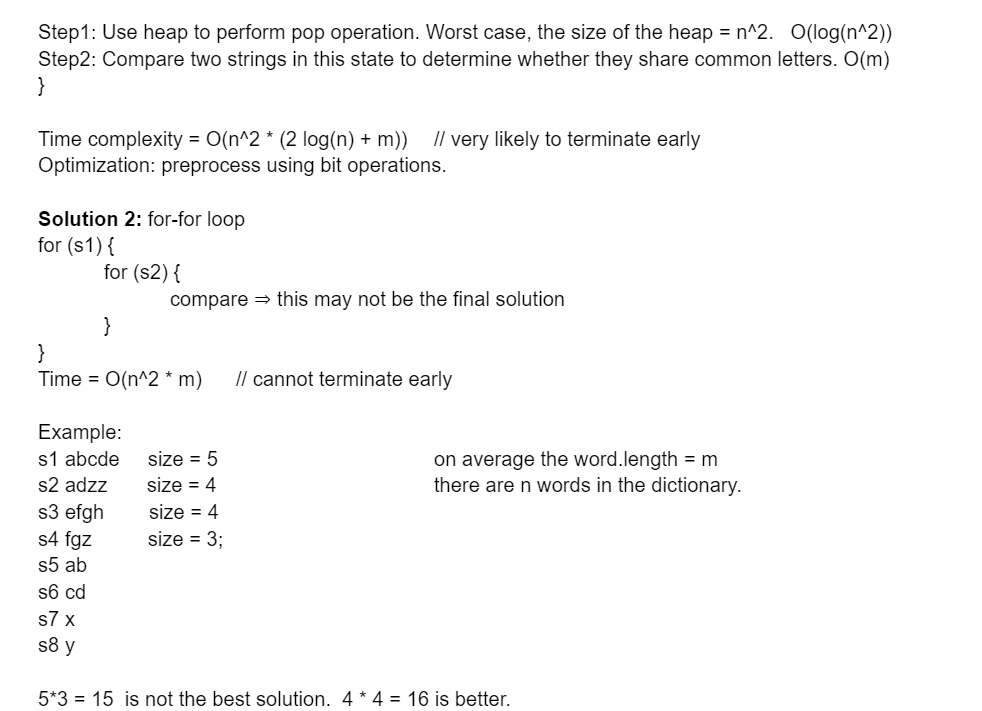 Step1: Use heap to perform pop operation. Worst case, the size of the heap = n^2.   O(log(n^2))
Step2: Compare two strings in this state to determine whether they share common letters. O(m)
}
Time complexity = O(n^2 * (2 log(n) + m))    // very likely to terminate early
Optimization: preprocess using bit operations.
Solution 2: for-for loop
for (s1) {
for (s2) {
compare ⇒ this may not be the final solution
}
}
Time = O(n^2 * m)      // cannot terminate early
Example:
s1 abcde     size = 5     on average the word.length = m
s2 adzz     size = 4     there are n words in the dictionary.
s3 efgh     size = 4
s4 fgz     size = 3;
s5 ab
s6 cd
s7 x
s8 y
5*3 = 15  is not the best solution.  4 * 4 = 16 is better.